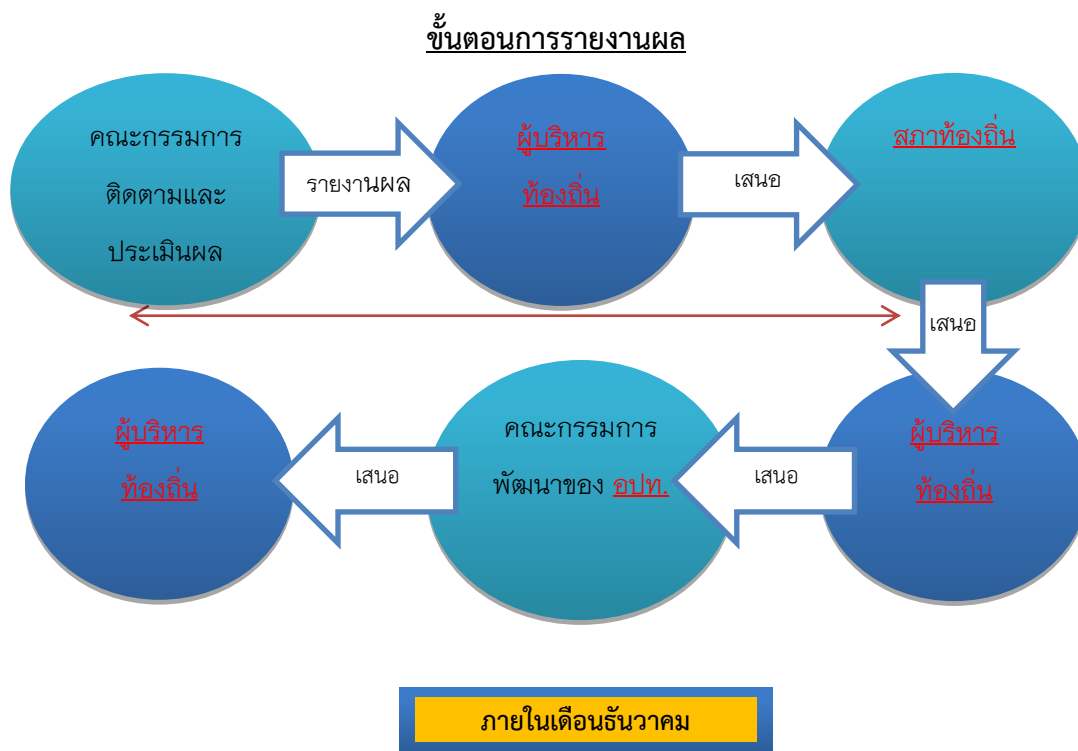 ขั้นตอนการรายงานผล
คณะกรรมการ
ติดตามและ
ประเมินผล
รายงานผล
ผู้บริหาร
ท้องถิ่น
เสนอ
สภาท้องถิ่น
เสนอ
ผู้บริหาร
ท้องถิ่น
เสนอ
คณะกรรมการ
พัฒนาของ อปท.
เสนอ
ผู้บริหาร
ท้องถิ่น
ภายในเดือนธันวาคม